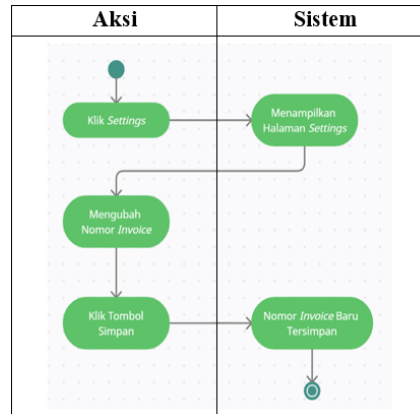 Aksi
Sistem
Klik Settings
Menampilkan
Halaman Settings
Mengubah
Nomor Invoice
Klik Tombol
Simpan
Nomor Invoice Baru
Tersimpan